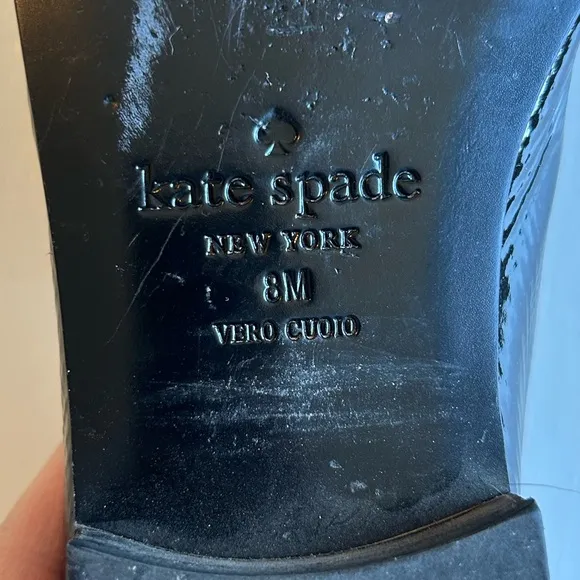 kate spade
NEW YORK
8M
VERO CUOIO